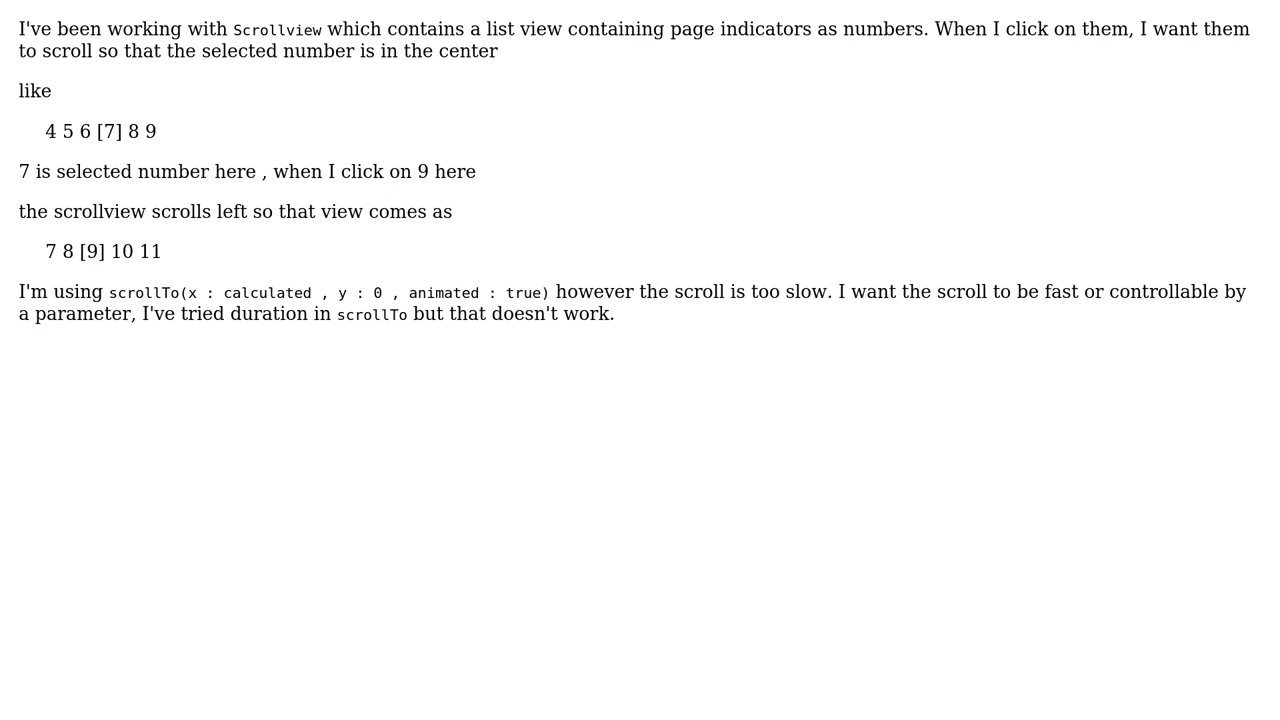 I've been working with Scrollview which contains a list view containing page indicators as numbers. When I click on them, I want them
to scroll so that the selected number is in the center
like
4 5 6 [7] 8 9
7 is selected number here , when I click on 9 here
the scrollview scrolls left so that view comes as
7 8 [9] 10 11
I'm using scrollTo(x : calculated , y : 0 , animated : true) however the scroll is too slow. I want the scroll to be fast or controllable by
a parameter, I've tried duration in scrollTo but that doesn't work.